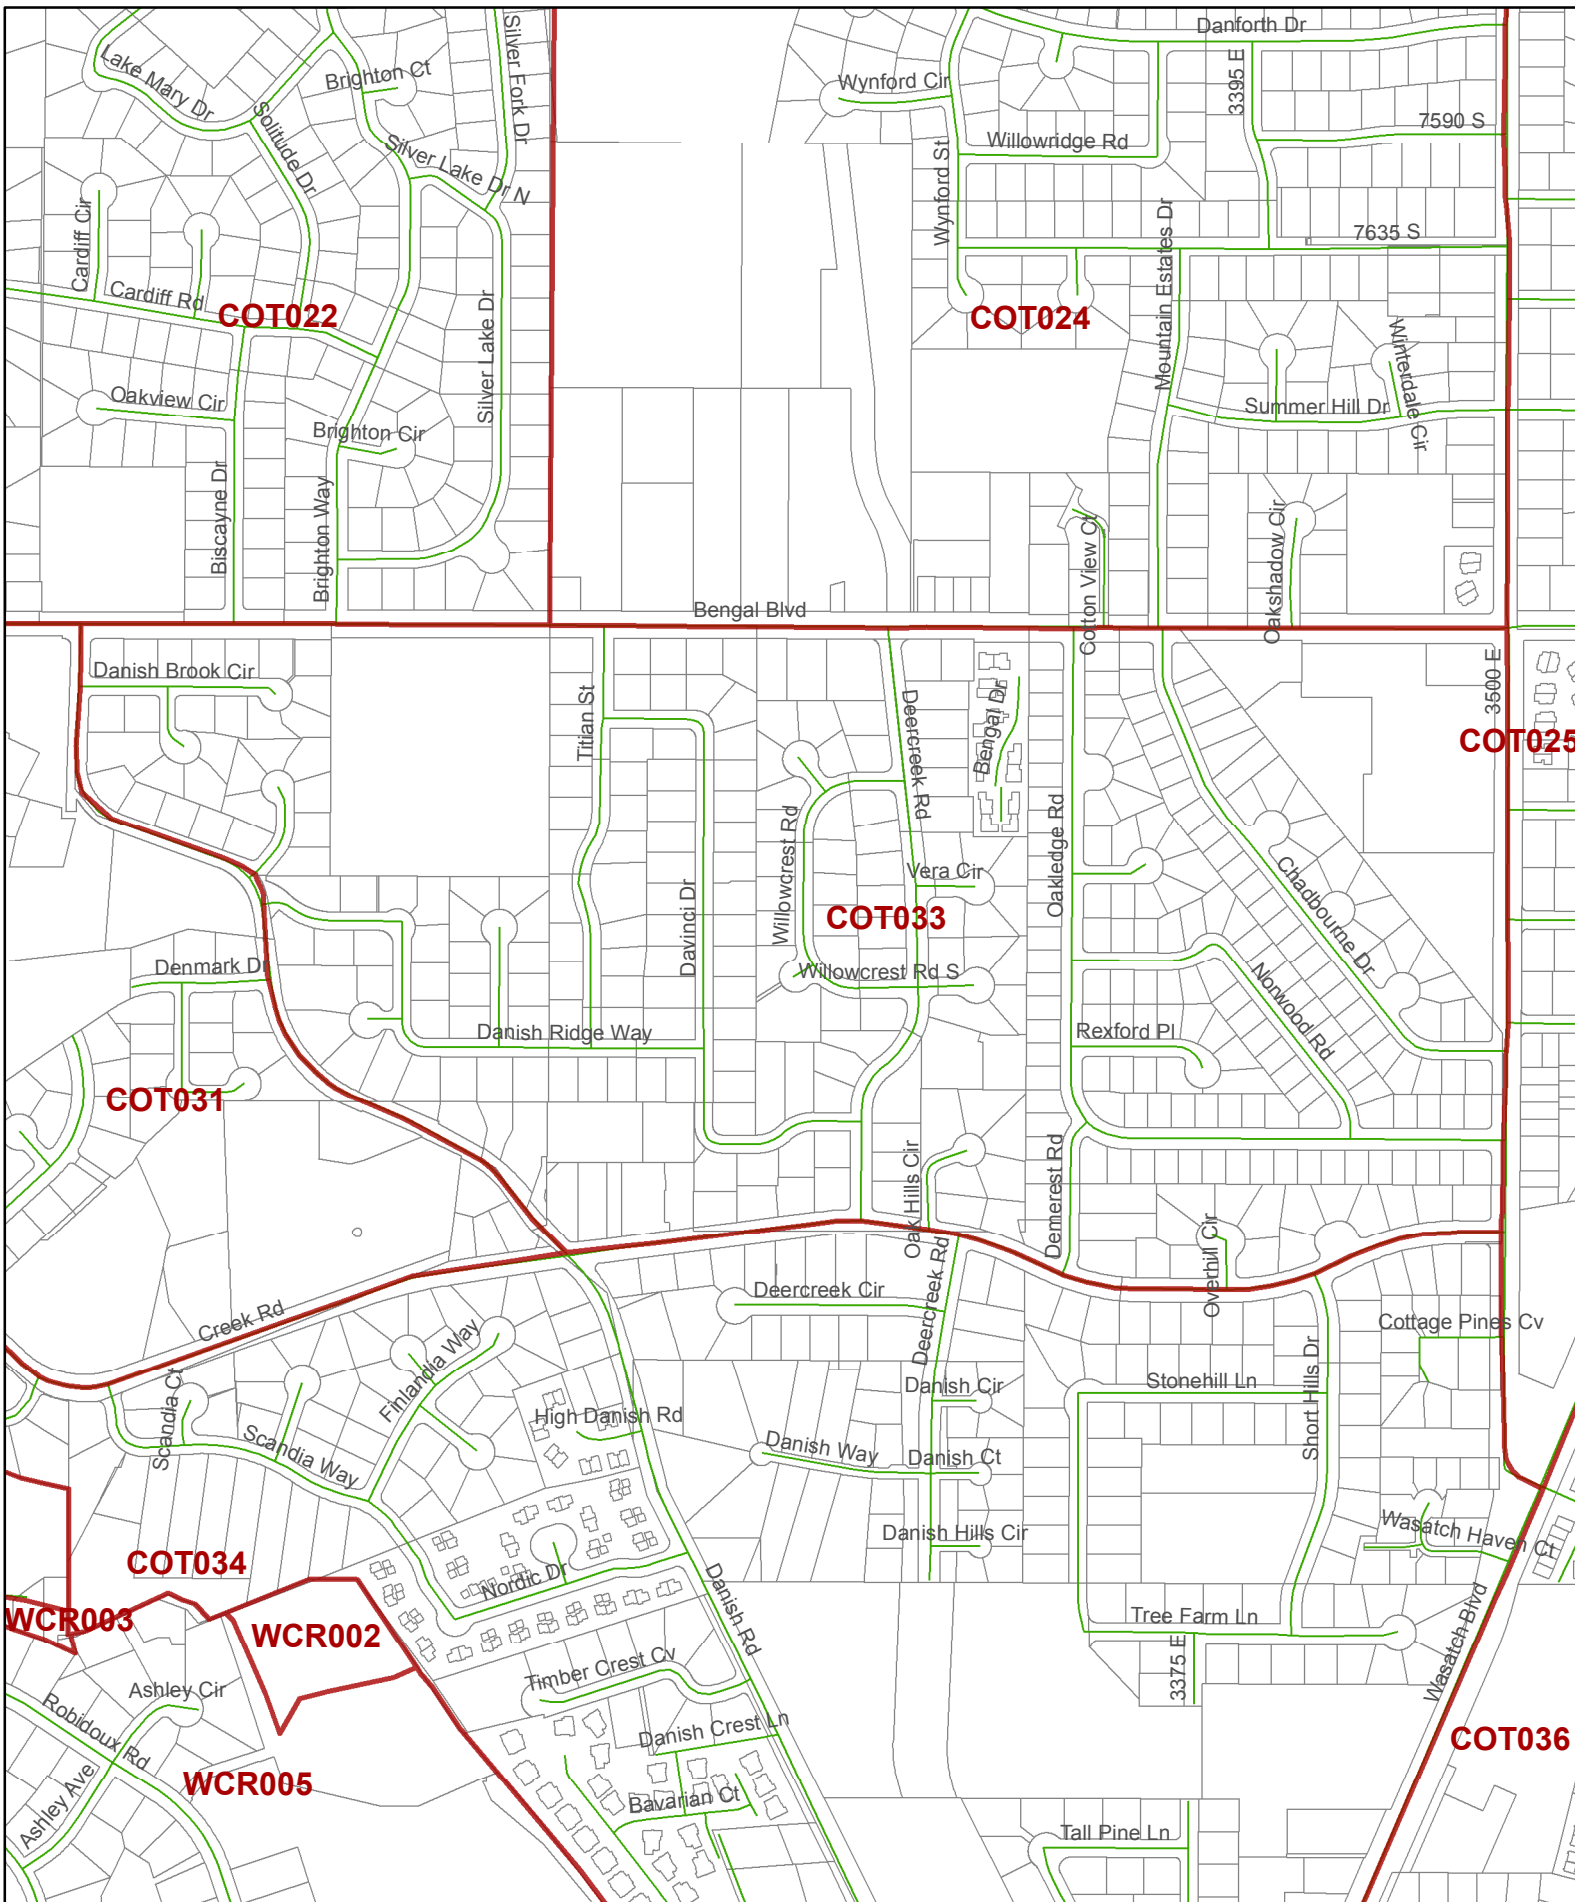 Danforth Dr
Silver Fork Dr
Lake Mary Dr
Brighton Ct
Wynford Cir
3395 E
Solitude Dr
7590 S
Silver Lake Dr N
Willowridge Rd
Wynford St
Cardiff Cir
Mountain Estates Dr
7635 S
Cardiff Rd
COT022
COT024
Silver Lake Dr
Winterdale Cir
Oakview Cir
Summer Hill Dr
Brighton Cir
Biscayne Dr
Brighton Way
Cotton View Ct
Oakshadow Cir
Bengal Blvd
Danish Brook Cir
3500 E
Titian St
Deercreek Rd
Bengal Dr
COT025
Willowcrest Rd
Oakledge Rd
Vera Cir
Chadbourne Dr
COT033
Davinci Dr
Denmark Dr
Willowcrest Rd S
Norwood Rd
Danish Ridge Way
Rexford Pl
COT031
Oak Hills Cir
Demerest Rd
Overhill Cir
Deercreek Rd
Deercreek Cir
Creek Rd
Cottage Pines Cv
Finlandia Way
Scandia Ct
Danish Cir
Stonehill Ln
Short Hills Dr
High Danish Rd
Scandia Way
Danish Way
Danish Ct
Danish Hills Cir
Wasatch Haven Ct
COT034
Nordic Dr
Danish Rd
WCR003
WCR002
Tree Farm Ln
Wasatch Blvd
3375 E
Timber Crest Cv
Ashley Cir
Robidoux Rd
Danish Crest Ln
COT036
WCR005
Ashley Ave
Bavarian Ct
Tall Pine Ln